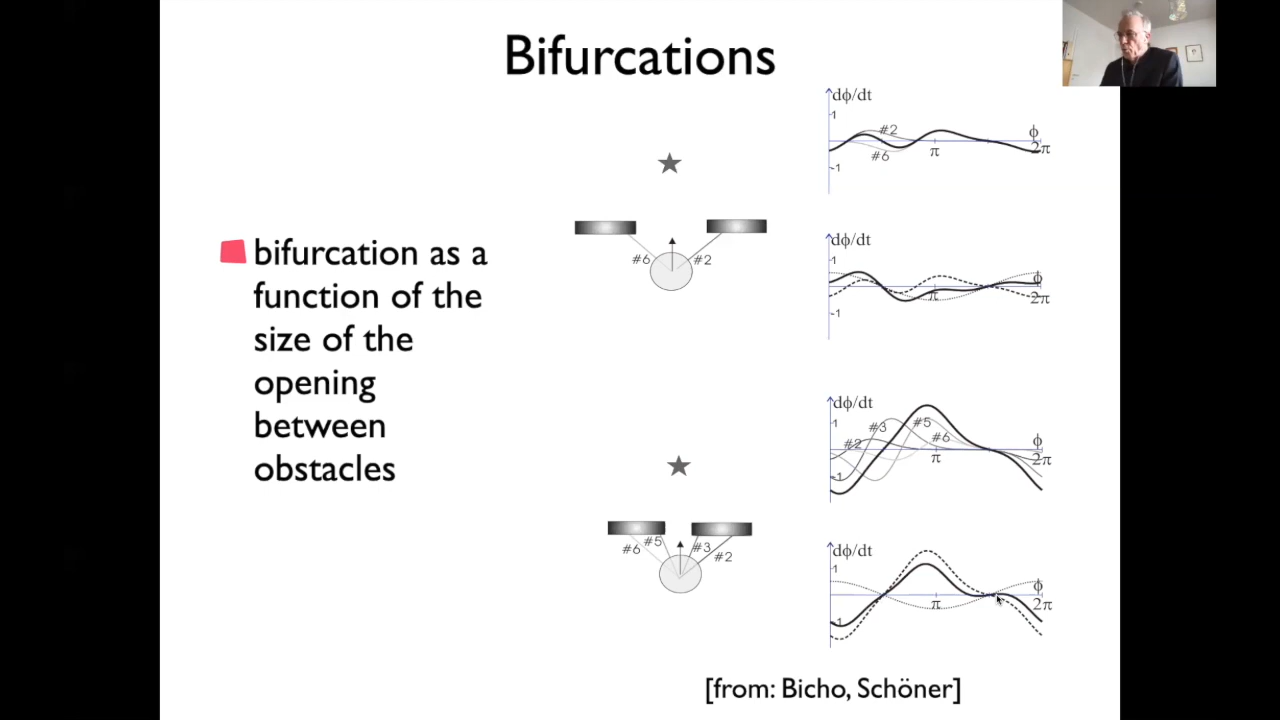 Bifurcations
bifurcation as a
function of the
size of the
opening
between
obstacles
#6
#2
dϕ/dt
1
#2
#6
π
ϕ
2π
-1
dϕ/dt
1
π
ϕ
2π
-1
#6
#5
#3
#2
dϕ/dt
1
#2
#3
#5
#6
π
ϕ
2π
-1
dϕ/dt
1
π
ϕ
2π
-1
[from: Bicho, Schöner]